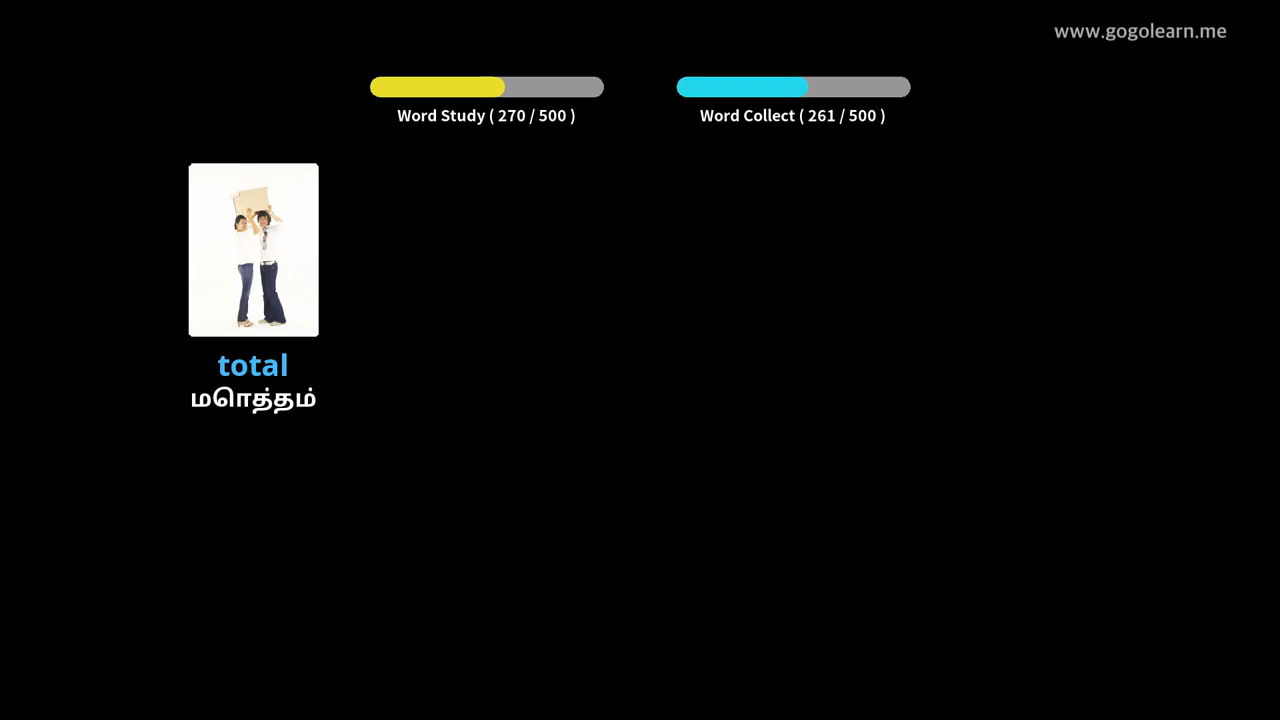 www.gogolearn.me
Word Study ( 270 / 500 )
Word Collect ( 261 / 500 )
total
மொத்தம்